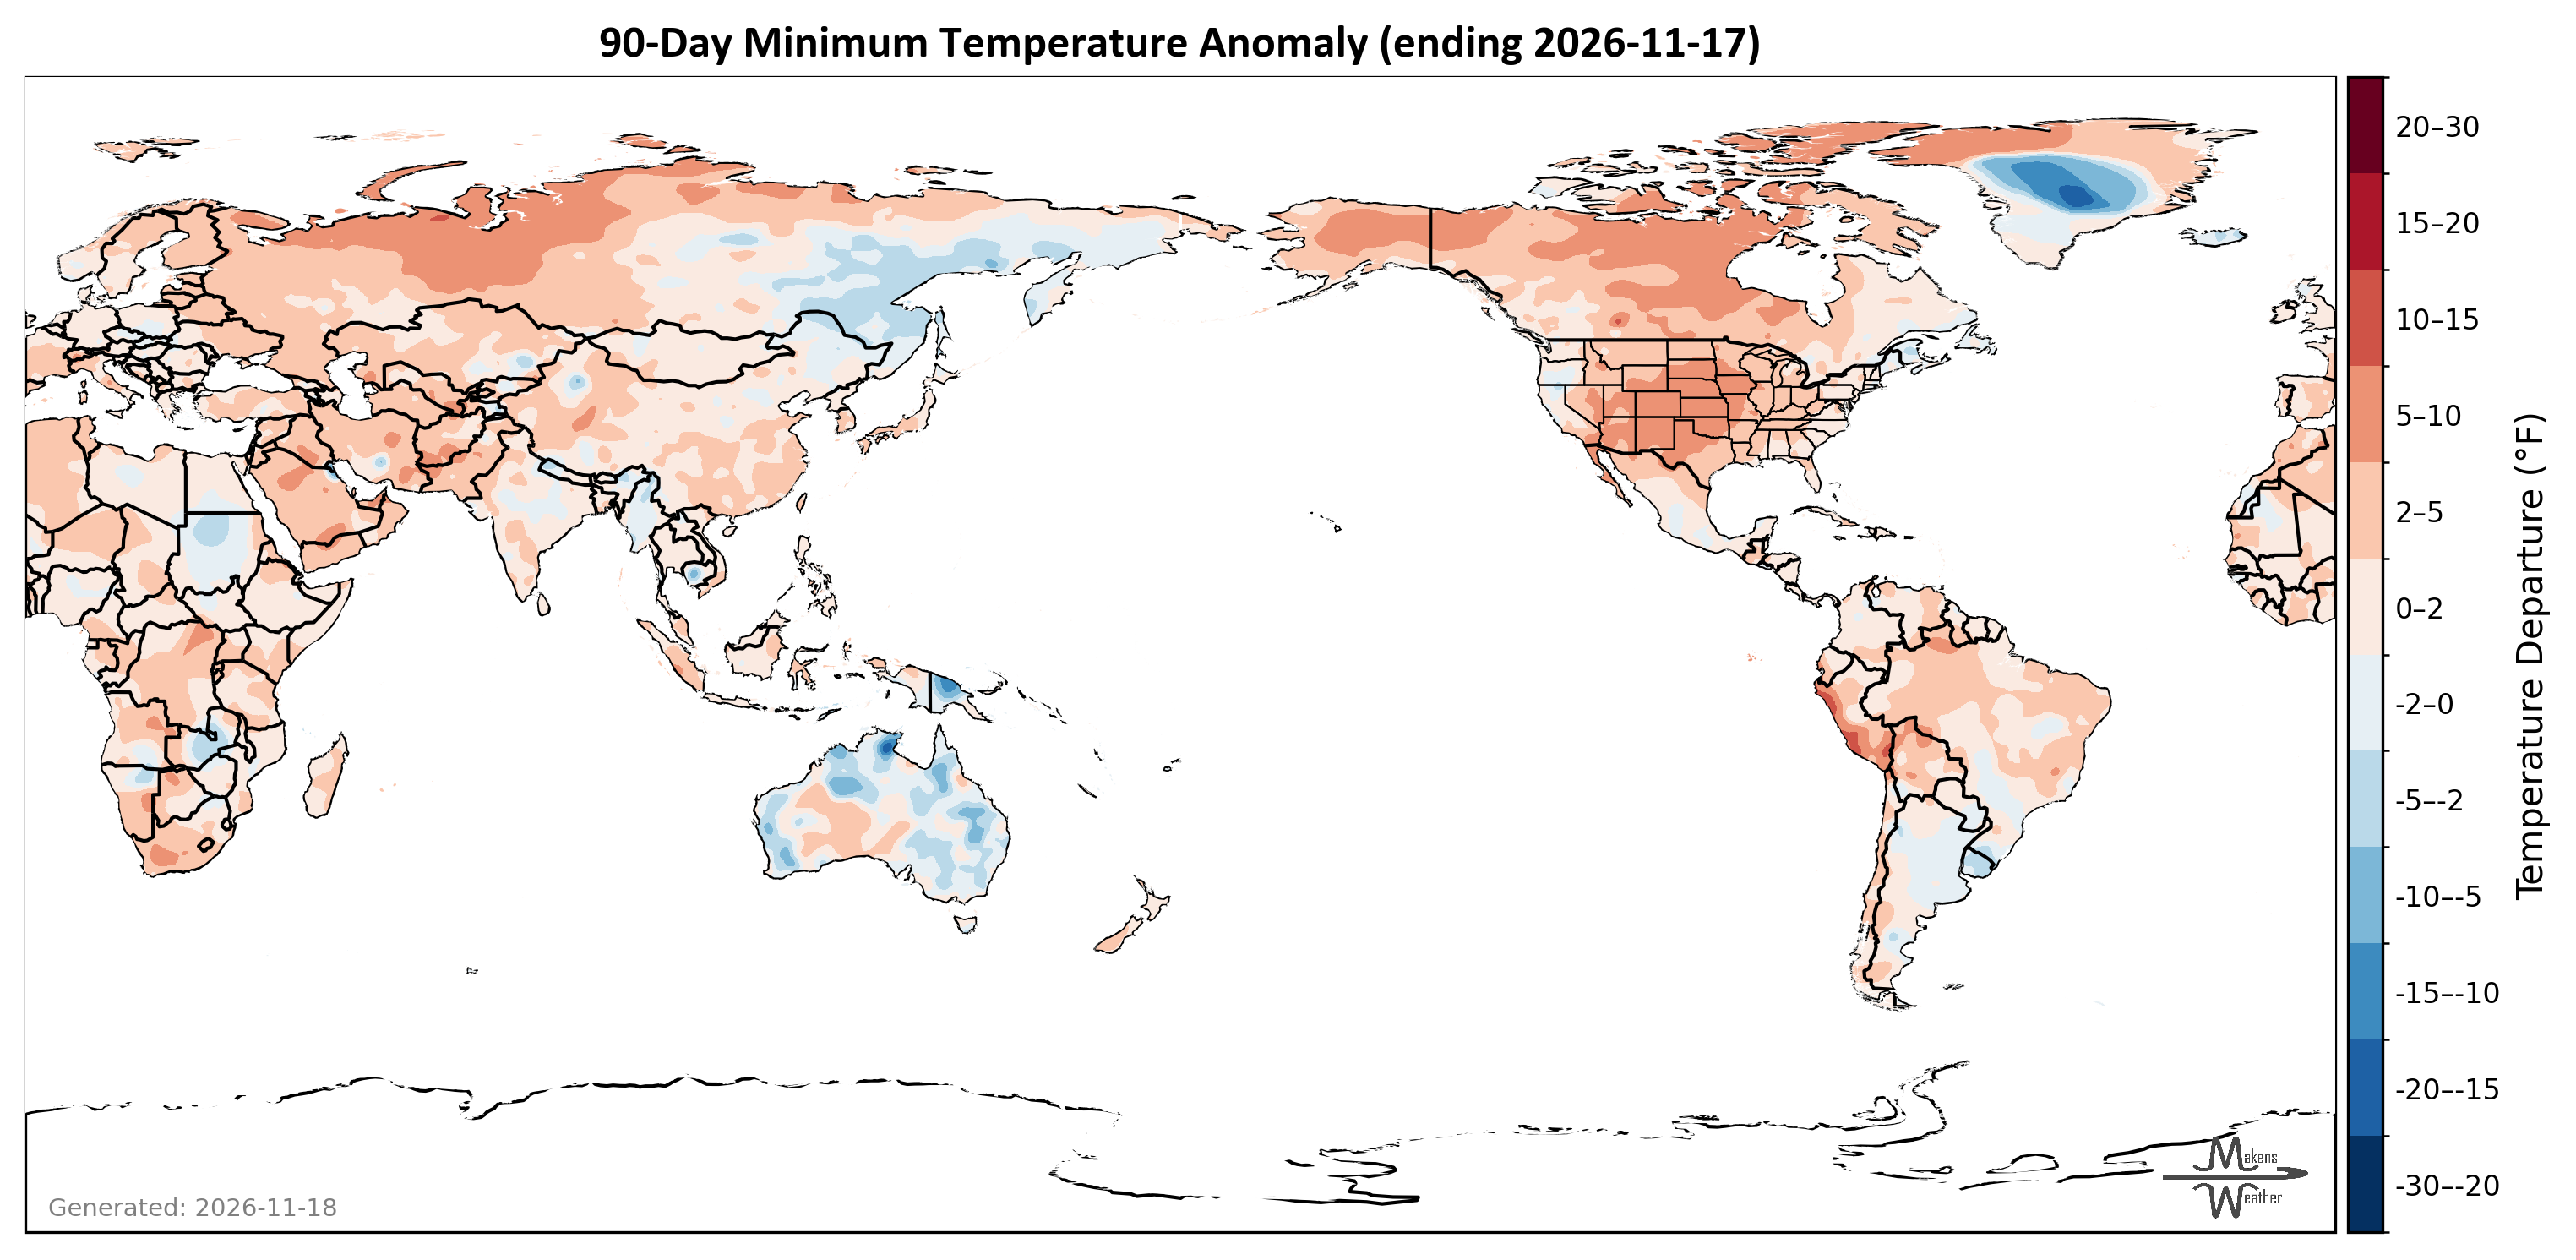 90-Day Minimum Temperature Anomaly (ending 2026-11-17)
20–30
15–20
10–15
5–10
2–5
0–2
-2–0
-5–-2
-10–-5
-15–-10
-20–-15
-30–-20
Temperature Departure (°F)
Generated: 2026-11-18
Makens
Weather